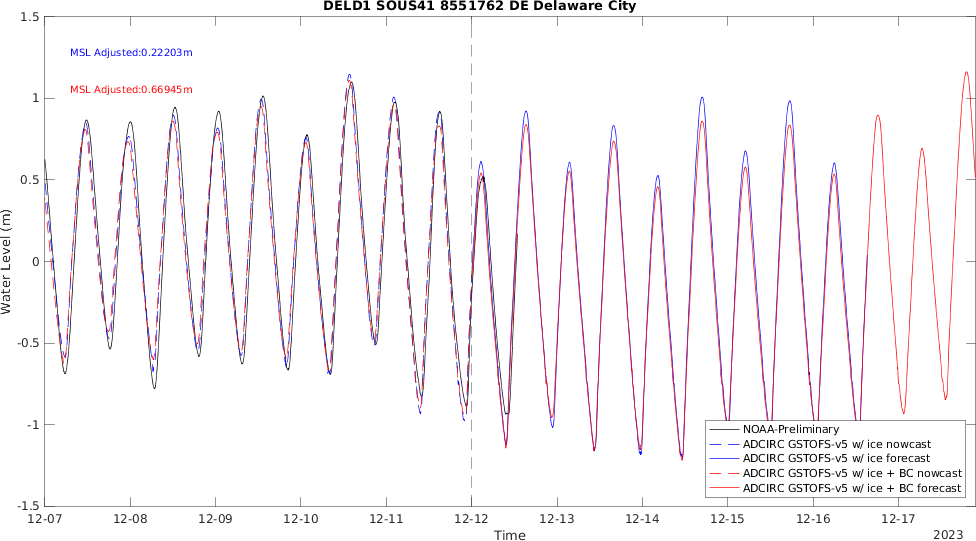 DELD1 SOUS41 8551762 DE Delaware City
MSL Adjusted:0.22203m
MSL Adjusted:0.66945m
1.5
1
0.5
0
-0.5
-1
-1.5
Water Level (m)
NOAA-Preliminary
ADCIRC GSTOFS-v5 w/ ice nowcast
ADCIRC GSTOFS-v5 w/ ice forecast
ADCIRC GSTOFS-v5 w/ ice + BC nowcast
ADCIRC GSTOFS-v5 w/ ice + BC forecast
12-07 12-08 12-09 12-10 12-11 12-12 12-13 12-14 12-15 12-16 12-17
Time
2023